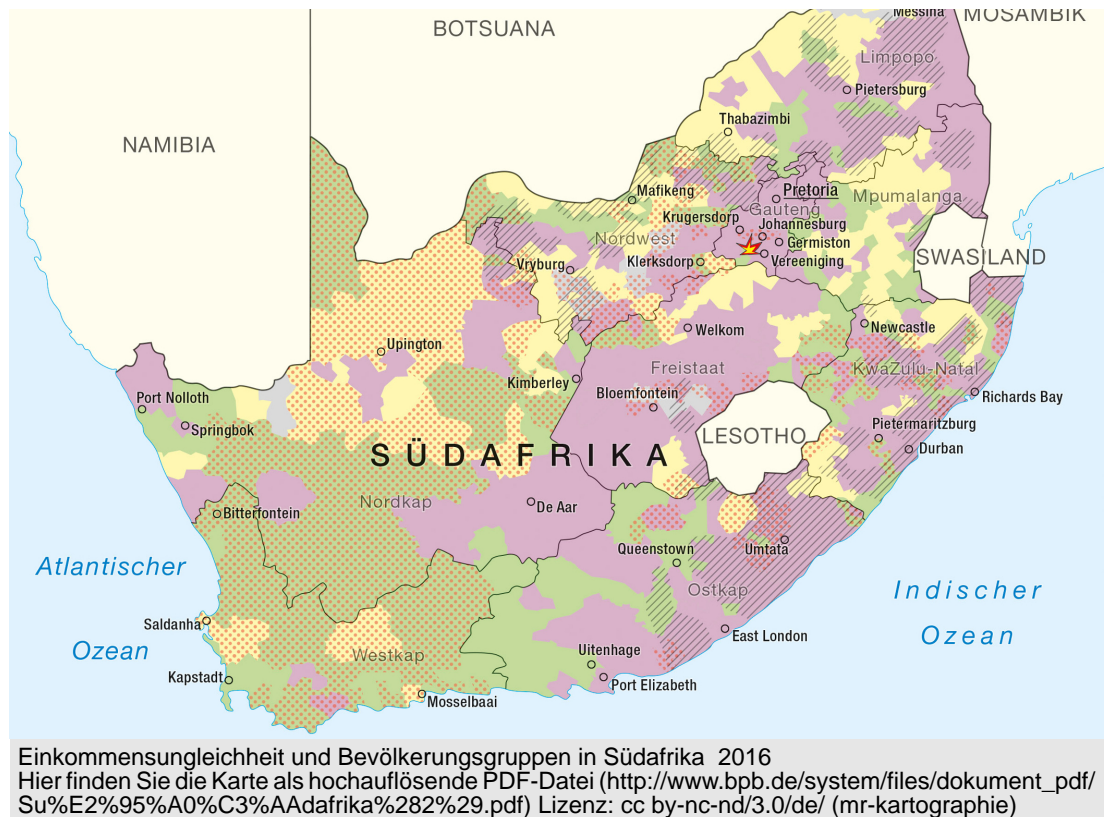 MOSAMBIK
Messina
BOTSUANA
Limpopo
Pietersburg
Thabazimbi
NAMIBIA
Mafikeng
Pretoria
Mpumalanga
Krugersdorp
Gauteng
Johannesburg
Nordwest
Germiston
SWASILAND
Vryburg
Klerksdorp
Vereeniging
Newcastle
Welkom
Upington
Freistaat
KwaZulu-Natal
Kimberley
Bloemfontein
Richards Bay
Port Nolloth
Springbok
Pietermaritzburg
LESOTHO
Durban
SÜDAFRIKA
Nordkap
De Aar
Bitterfontein
Queenstown
Umtata
Atlantischer
Ozean
Ostkap
Indischer
Ozean
Saldanha
East London
Westkap
Uitenhage
Kapstadt
Port Elizabeth
Mosselbaai
Einkommensungleichheit und Bevölkerungsgruppen in Südafrika 2016
Hier finden Sie die Karte als hochauflösende PDF-Datei (http://www.bpb.de/system/files/dokument_pdf/
Su%E2%95%A0%C3%AAdafrika%282%29.pdf) Lizenz: cc by-nc-nd/3.0/de/ (mr-kartographie)